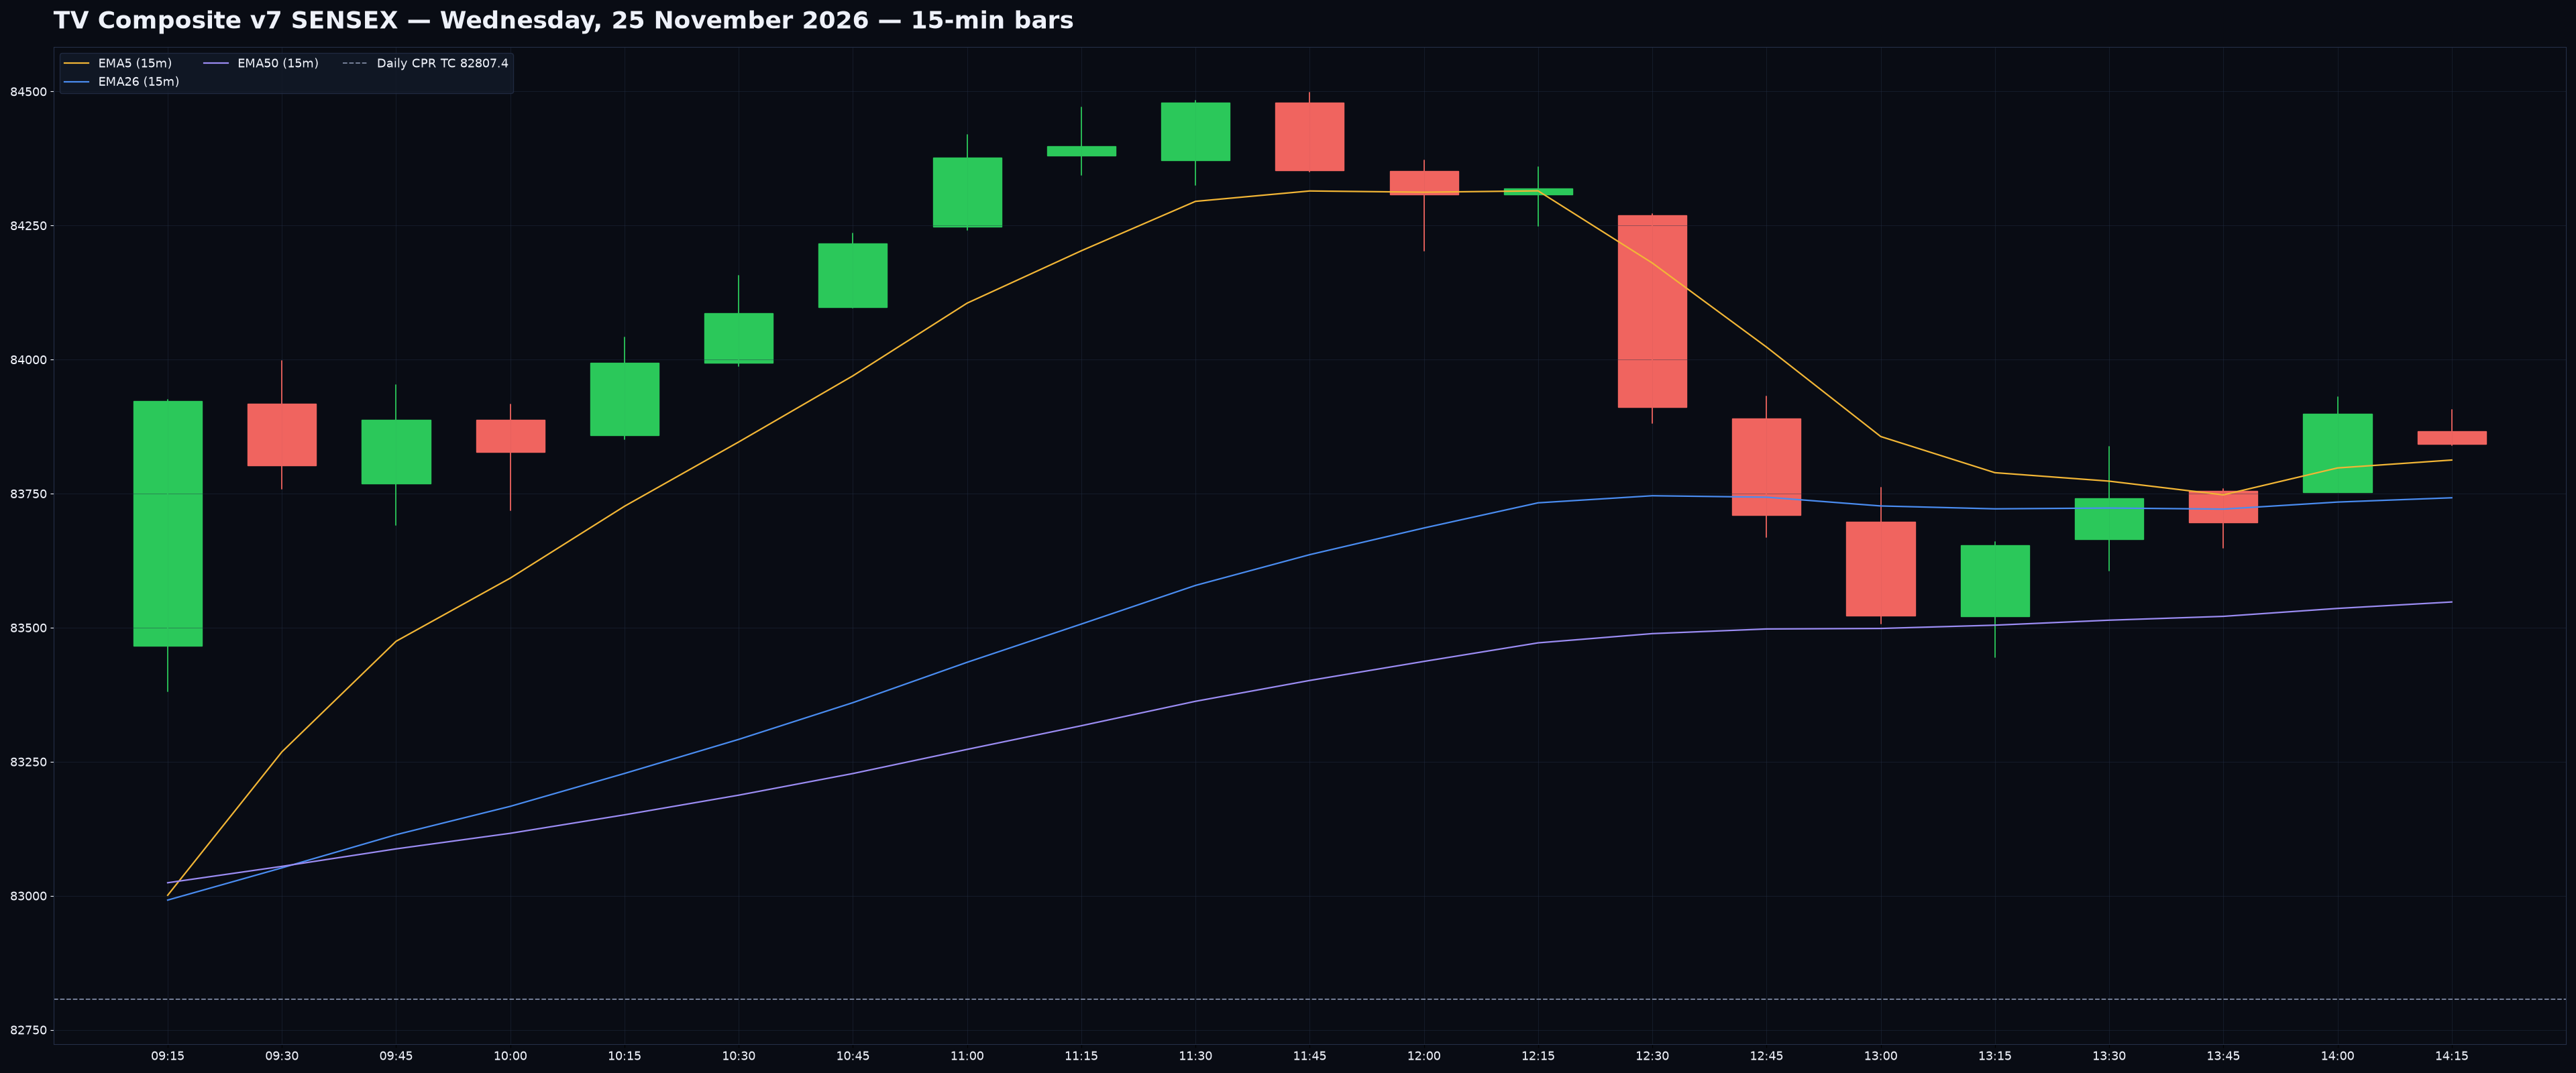 TV Composite v7 SENSEX — Wednesday, 25 November 2026 — 15-min bars
EMA5 (15m) EMA50 (15m) Daily CPR TC 82807.4
EMA26 (15m)
84500
84250
84000
83750
83500
83250
83000
82750
09:15 09:30 09:45 10:00 10:15 10:30 10:45 11:00 11:15 11:30 11:45 12:00 12:15 12:30 12:45 13:00 13:15 13:30 13:45 14:00 14:15